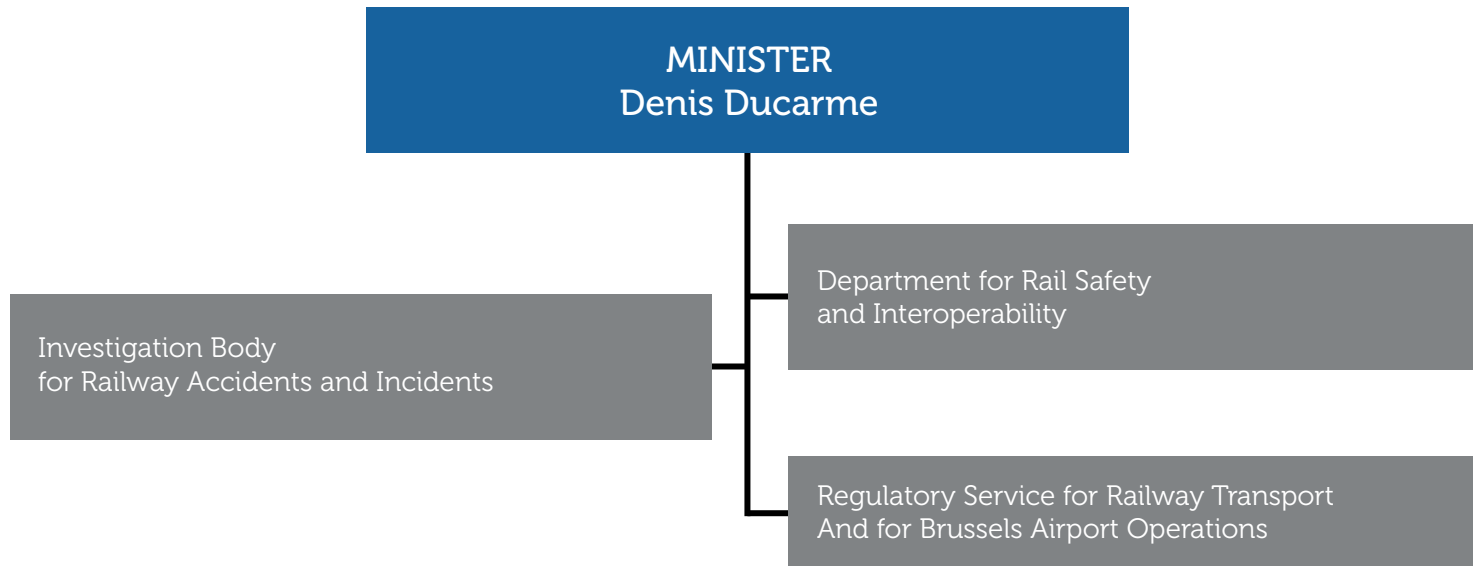 MINISTER
Denis Ducarme
Department for Rail Safety
and Interoperability
Investigation Body
for Railway Accidents and Incidents
Regulatory Service for Railway Transport
And for Brussels Airport Operations